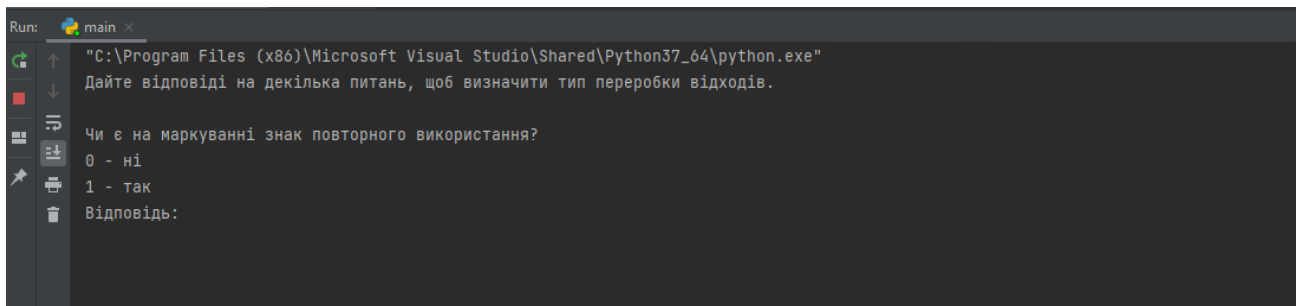 Run: main
"C:\Program Files (x86)\Microsoft Visual Studio\Shared\Python37_64\python.exe"
Дайте відповіді на декілька питань, щоб визначити тип переробки відходів.
Чи є на маркуванні знак повторного використання?
0 - ні
1 - так
Відповідь: